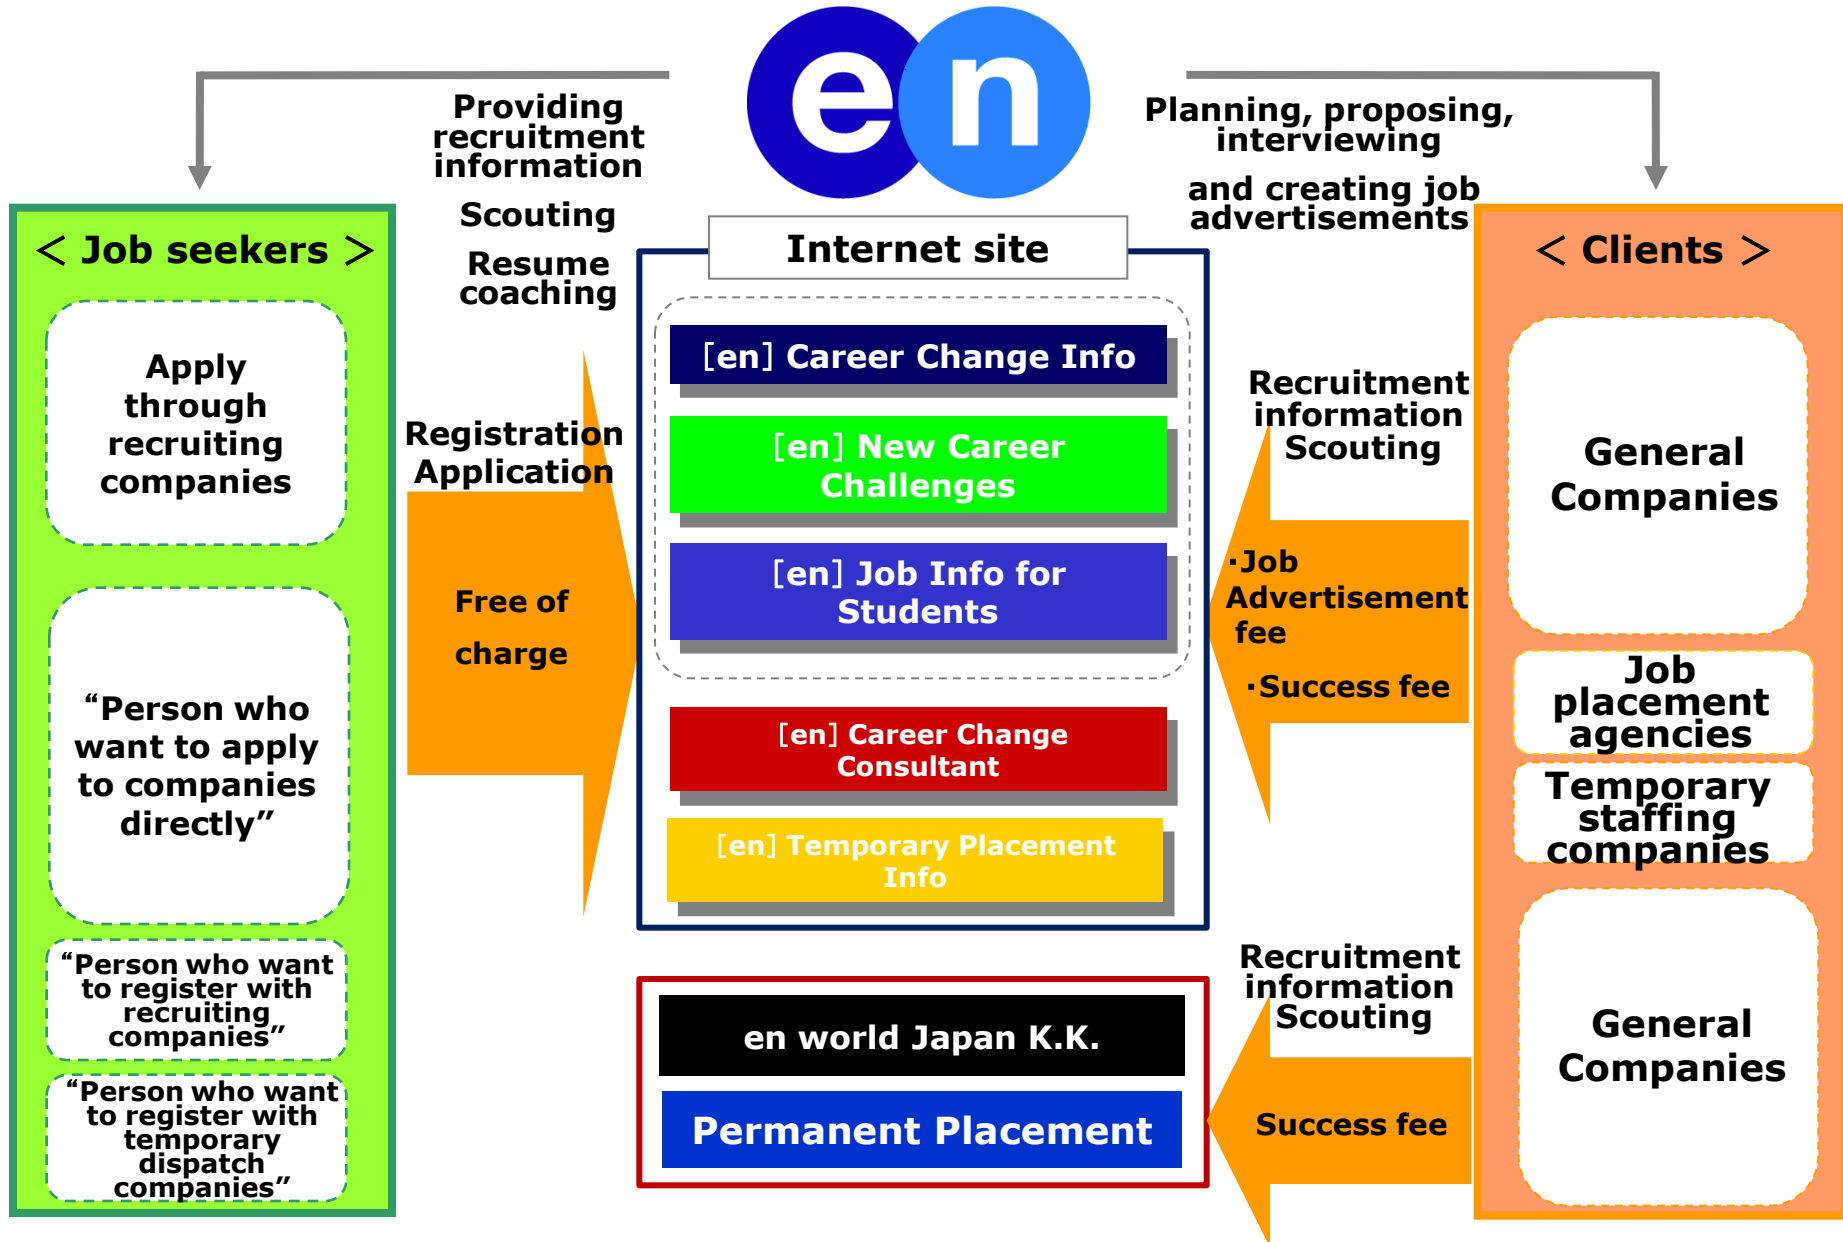 en
Providing
recruitment
information
Scouting
Resume
coaching
Planning, proposing,
interviewing
and creating job
advertisements
< Job seekers >
Apply
through
recruiting
companies
“Person who
want to apply
to companies
directly”
“Person who want
to register with
recruiting
companies”
“Person who want
to register with
temporary
dispatch
companies”
Registration
Application
Free of
charge
Internet site
[en] Career Change Info
[en] New Career
Challenges
[en] Job Info for
Students
[en] Career Change
Consultant
[en] Temporary Placement
Info
en world Japan K.K.
Permanent Placement
Recruitment
information
Scouting
・Job
Advertisement
fee
・Success fee
Recruitment
information
Scouting
Success fee
< Clients >
General
Companies
Job
placement
agencies
Temporary
staffing
companies
General
Companies